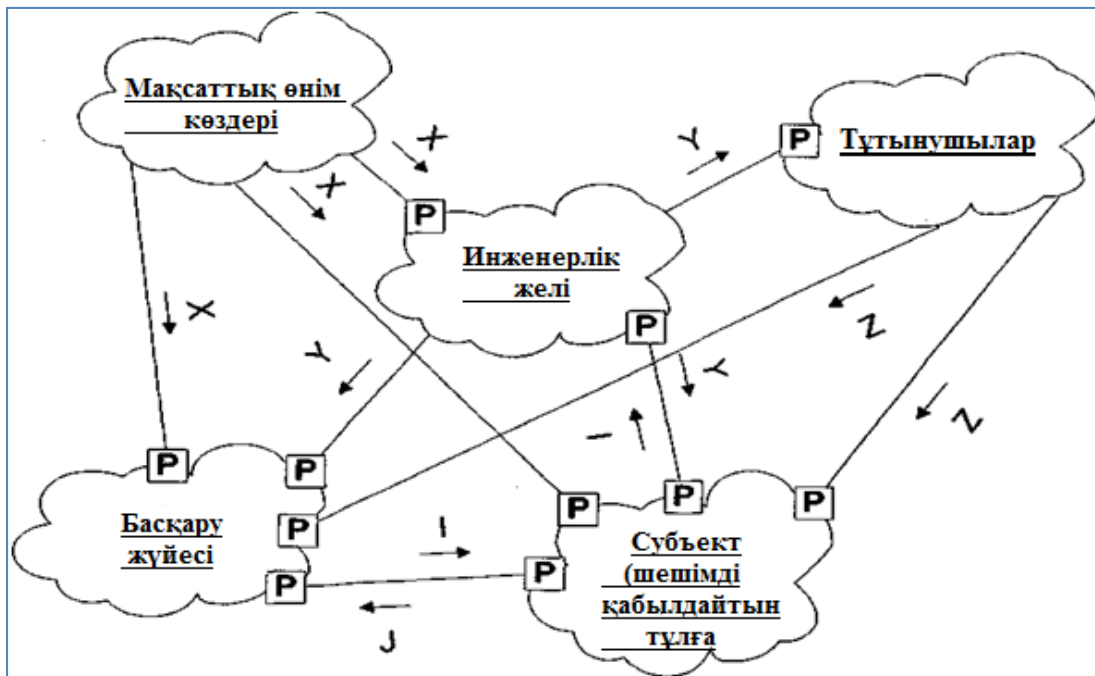 Мақсаттық өнім
көздері
X
X
Y
P
Тұтынушылар
P
Инженерлік
желі
P
X
Y
Z
Y
Z
I
P
P
P
P
P
P
Басқару
жүйесі
I
P
P
J
Субъект
(шешімді
қабылдайтын
тұлға